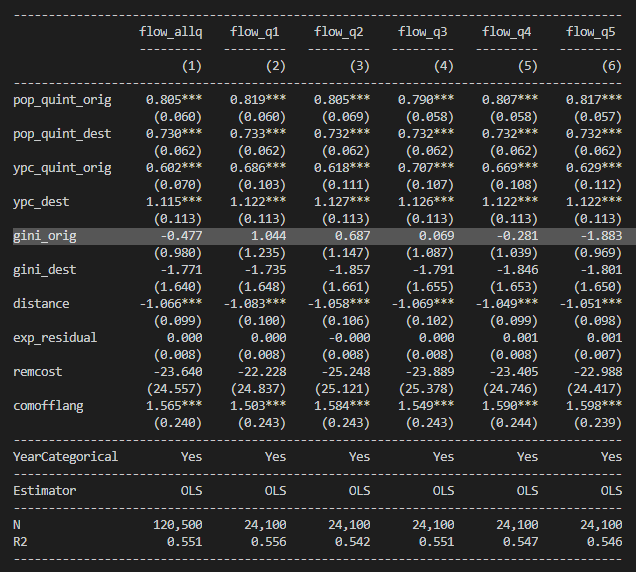 flow_allq flow_q1 flow_q2 flow_q3 flow_q4 flow_q5
(1) (2) (3) (4) (5) (6)
pop_quint_orig 0.805*** 0.819*** 0.805*** 0.790*** 0.807*** 0.817***
(0.060) (0.060) (0.069) (0.058) (0.058) (0.057)
pop_quint_dest 0.730*** 0.733*** 0.732*** 0.732*** 0.732*** 0.732***
(0.062) (0.062) (0.062) (0.062) (0.062) (0.062)
ypc_quint_orig 0.602*** 0.686*** 0.618*** 0.707*** 0.669*** 0.629***
(0.070) (0.103) (0.111) (0.107) (0.108) (0.112)
ypc_dest 1.115*** 1.122*** 1.127*** 1.126*** 1.122*** 1.122***
(0.113) (0.113) (0.113) (0.113) (0.113) (0.113)
gini_orig -0.477 1.044 0.687 0.069 -0.281 -1.883
(0.980) (1.235) (1.147) (1.087) (1.039) (0.969)
gini_dest -1.771 -1.735 -1.857 -1.791 -1.846 -1.801
(1.640) (1.648) (1.661) (1.655) (1.653) (1.650)
distance -1.066*** -1.083*** -1.058*** -1.069*** -1.049*** -1.051***
(0.099) (0.100) (0.106) (0.102) (0.099) (0.098)
exp_residual 0.000 0.000 -0.000 0.000 0.001 0.001
(0.008) (0.008) (0.008) (0.008) (0.008) (0.007)
remcost -23.640 -22.228 -25.248 -23.889 -23.405 -22.988
(24.557) (24.837) (25.121) (25.378) (24.746) (24.417)
comofflang 1.565*** 1.503*** 1.584*** 1.549*** 1.590*** 1.598***
(0.240) (0.243) (0.243) (0.243) (0.244) (0.239)
YearCategorical Yes Yes Yes Yes Yes Yes
Estimator OLS OLS OLS OLS OLS OLS
N 120,500 24,100 24,100 24,100 24,100 24,100
R2 0.551 0.556 0.542 0.551 0.547 0.546